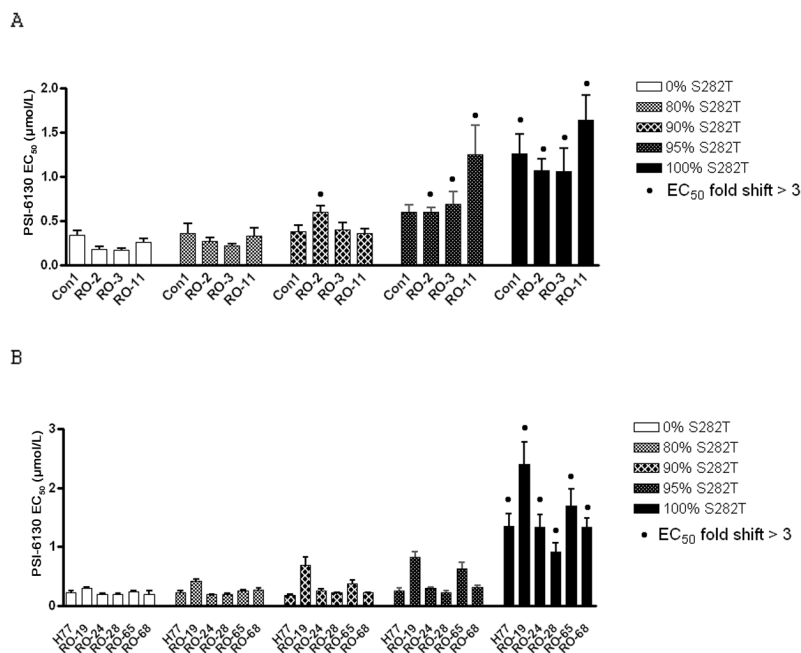 A
PSI-6130 EC50 (µmol/L)
2.0
1.5
1.0
0.5
0.0
Con1 RO-2 RO-3 RO-11 Con1 RO-2 RO-3 RO-11 Con1 RO-2 RO-3 RO-11 Con1 RO-2 RO-3 RO-11 Con1 RO-2 RO-3 RO-11
0% S282T
80% S282T
90% S282T
95% S282T
100% S282T
EC50 fold shift > 3
B
PSI-6130 EC50 (µmol/L)
3
2
1
0
H77 RO-19 RO-24 RO-28 RO-65 RO-68 H77 RO-19 RO-24 RO-28 RO-65 RO-68 H77 RO-19 RO-24 RO-28 RO-65 RO-68 H77 RO-19 RO-24 RO-28 RO-65 RO-68 H77 RO-19 RO-24 RO-28 RO-65 RO-68
0% S282T
80% S282T
90% S282T
95% S282T
100% S282T
EC50 fold shift > 3